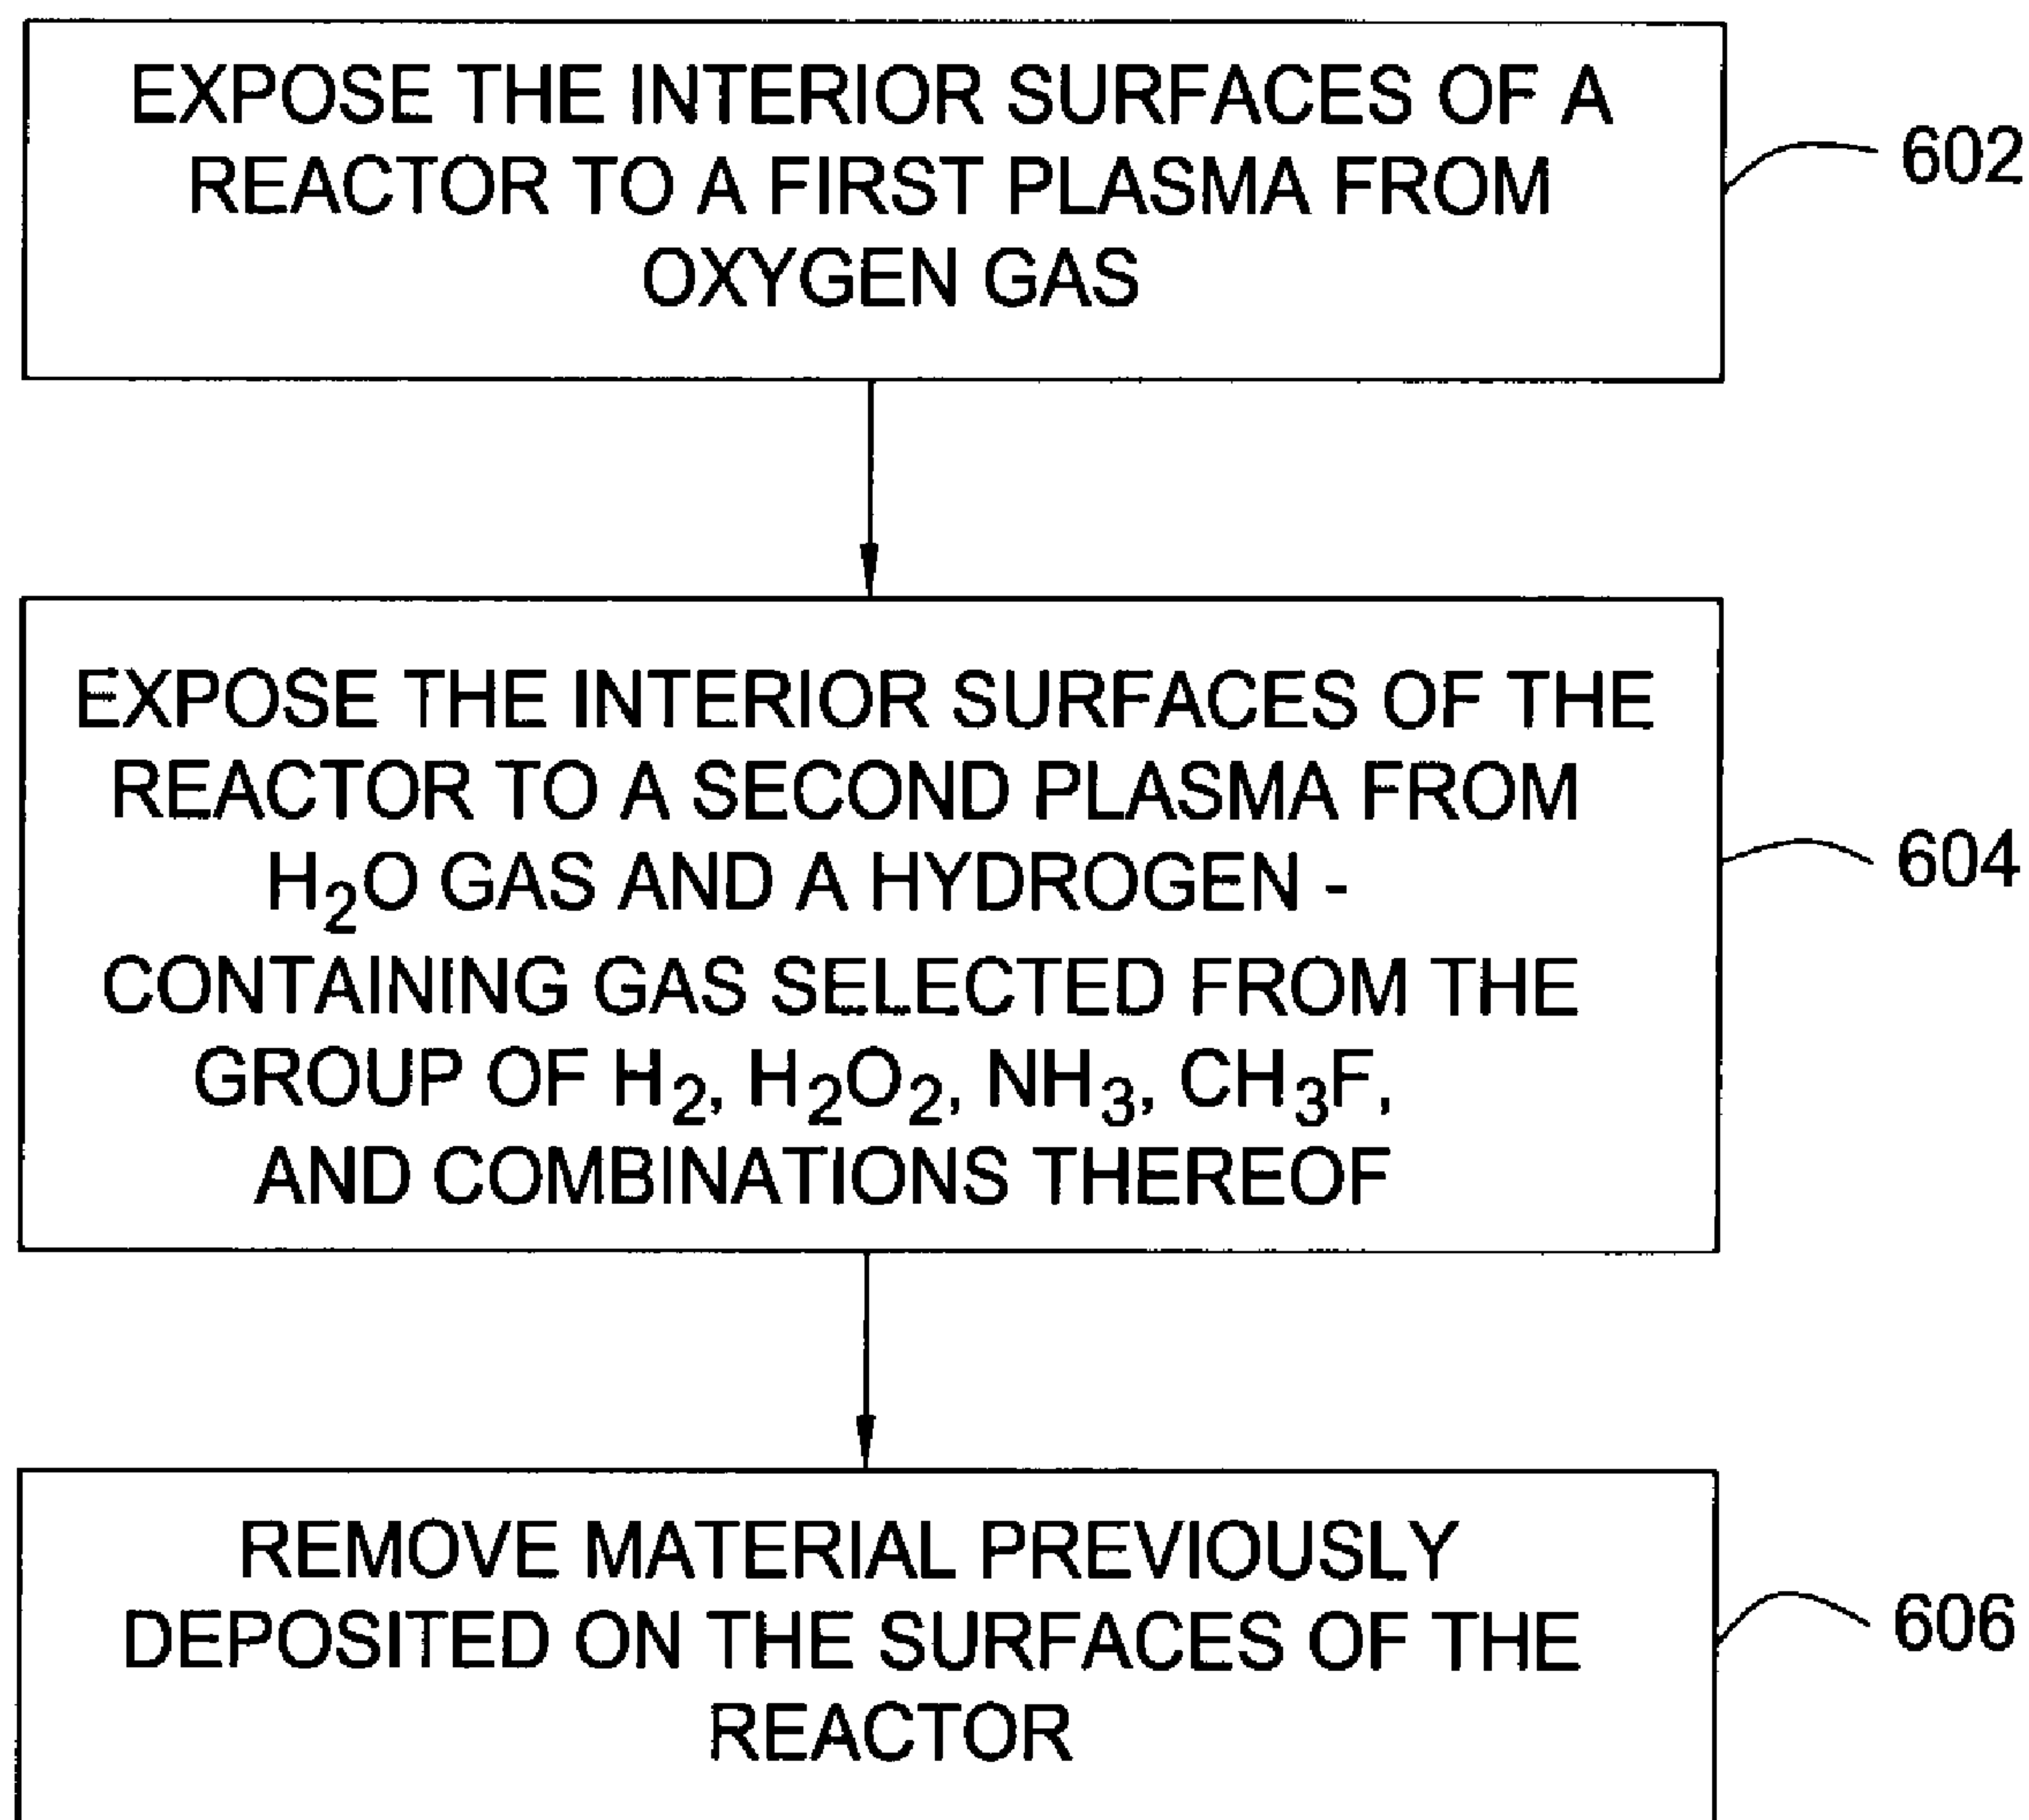 EXPOSE THE INTERIOR SURFACES OF A
REACTOR TO A FIRST PLASMA FROM
OXYGEN GAS
602
EXPOSE THE INTERIOR SURFACES OF THE
REACTOR TO A SECOND PLASMA FROM
H₂O GAS AND A HYDROGEN -
CONTAINING GAS SELECTED FROM THE
GROUP OF H₂, H₂O₂, NH₃, CH₃F,
AND COMBINATIONS THEREOF
604
REMOVE MATERIAL PREVIOUSLY
DEPOSITED ON THE SURFACES OF THE
REACTOR
606